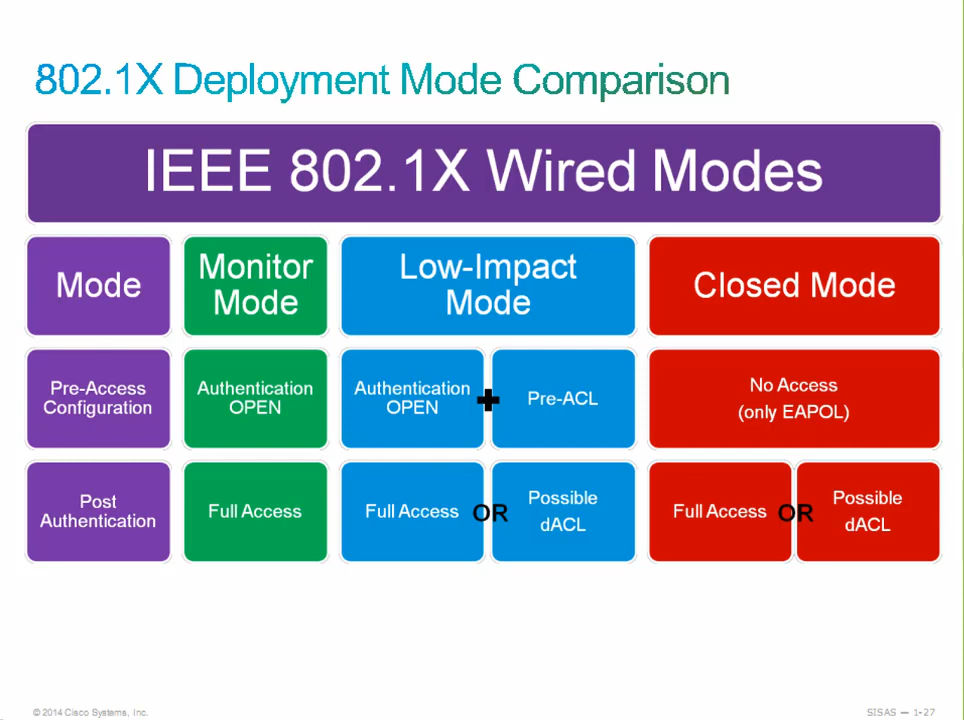 802.1X Deployment Mode Comparison
IEEE 802.1X Wired Modes
Mode
Monitor
Mode
Low-Impact
Mode
Closed Mode
Pre-Access
Configuration
Authentication
OPEN
Authentication
OPEN
+
Pre-ACL
No Access
(only EAPOL)
Post
Authentication
Full Access
Full Access
OR
Possible
dACL
Full Access
OR
Possible
dACL
© 2014 Cisco Systems, Inc.
SISAS — 1-27